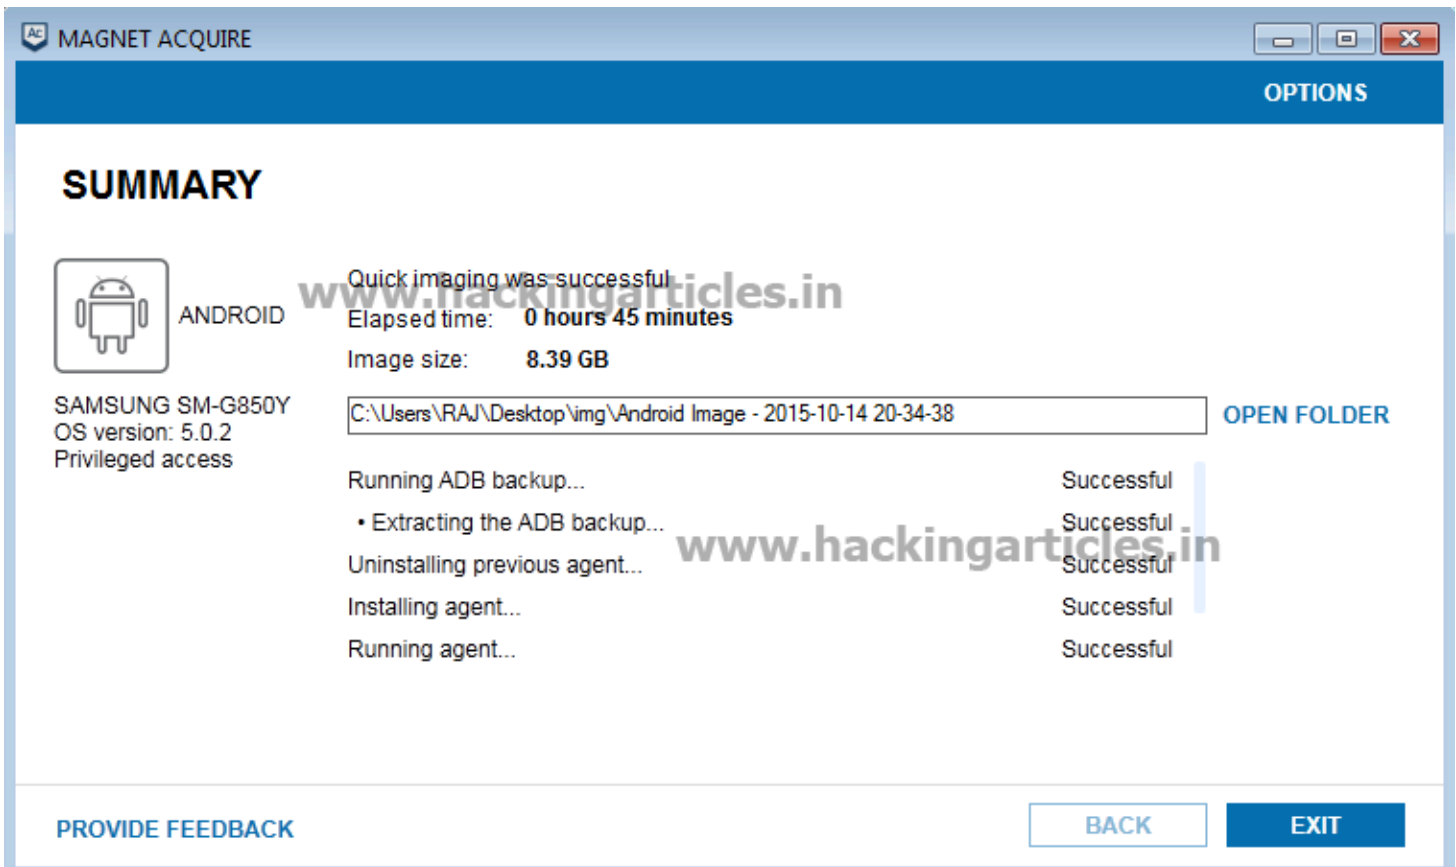 MAGNET ACQUIRE
OPTIONS
SUMMARY
ANDROID
SAMSUNG SM-G850Y
OS version: 5.0.2
Privileged access
Quick imaging was successful
www.hackingarticles.in
Elapsed time: 0 hours 45 minutes
Image size: 8.39 GB
C:\Users\RAJ\Desktop\img\Android Image - 2015-10-14 20-34-38
OPEN FOLDER
Running ADB backup... Successful
• Extracting the ADB backup... Successful
www.hackingarticles.in
Uninstalling previous agent... Successful
Installing agent... Successful
Running agent... Successful
PROVIDE FEEDBACK
BACK
EXIT
Ac